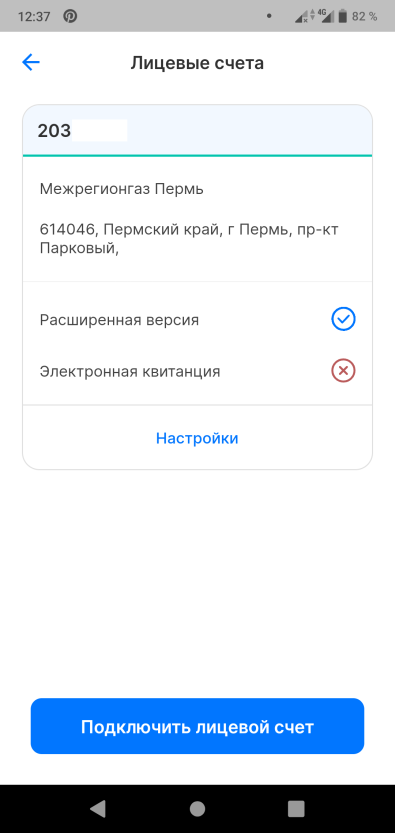 12:37
4G
82 %
Лицевые счета
203
Межрегионгаз Пермь
614046, Пермский край, г Пермь, пр-кт
Парковый,
Расширенная версия
Электронная квитанция
Настройки
Подключить лицевой счет